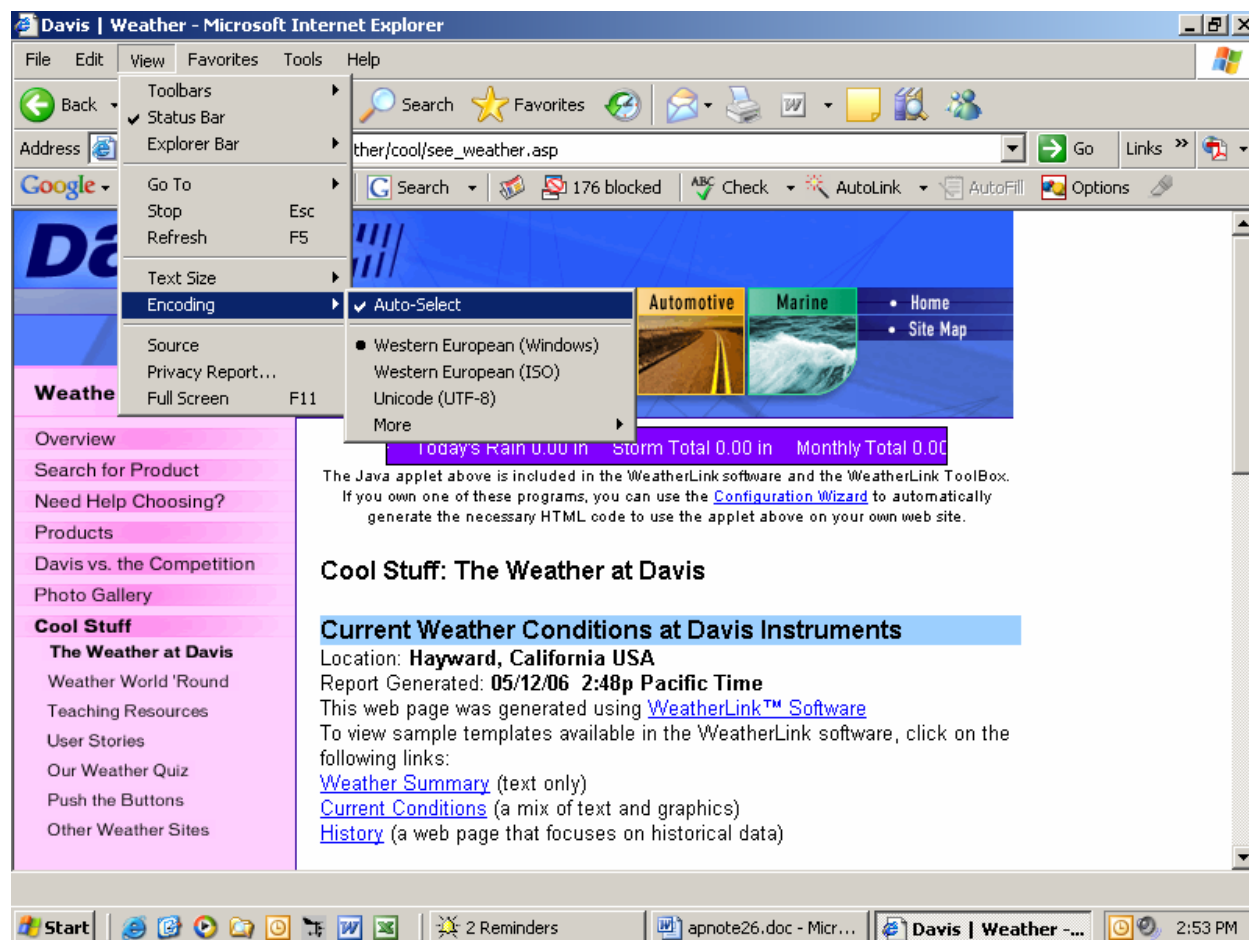 Davis | Weather - Microsoft Internet Explorer
File Edit View Favorites Tools Help
Back Search Favorites
Address ther/cool/see_weather.asp Go Links »
Google Search 176 blocked ABC Check AutoLink AutoFill Options
Toolbars
Status Bar
Explorer Bar
Go To
Stop Esc
Refresh F5
Text Size
Encoding
Source
Privacy Report...
Full Screen F11
Auto-Select
Western European (Windows)
Western European (ISO)
Unicode (UTF-8)
More
Automotive Marine
• Home
• Site Map
Overview
Search for Product
Need Help Choosing?
Products
Davis vs. the Competition
Photo Gallery
Cool Stuff
The Weather at Davis
Weather World 'Round
Teaching Resources
User Stories
Our Weather Quiz
Push the Buttons
Other Weather Sites
Today's Rain 0.00 in Storm Total 0.00 in Monthly Total 0.00
The Java applet above is included in the WeatherLink software and the WeatherLink ToolBox.
If you own one of these programs, you can use the Configuration Wizard to automatically
generate the necessary HTML code to use the applet above on your own web site.
Cool Stuff: The Weather at Davis
Current Weather Conditions at Davis Instruments
Location: Hayward, California USA
Report Generated: 05/12/06 2:48p Pacific Time
This web page was generated using WeatherLink™ Software
To view sample templates available in the WeatherLink software, click on the
following links:
Weather Summary (text only)
Current Conditions (a mix of text and graphics)
History (a web page that focuses on historical data)
Start 2 Reminders apnote26.doc - Micr... Davis | Weather -... 2:53 PM